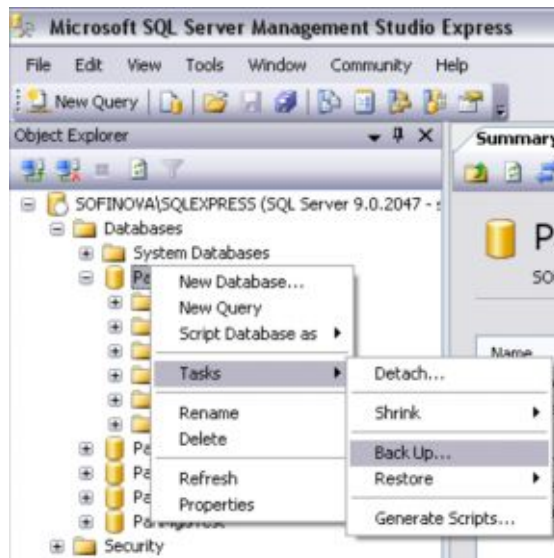 Microsoft SQL Server Management Studio Express
File Edit View Tools Window Community Help
New Query
Object Explorer
Summary
SOFINOVA\SQLEXPRESS (SQL Server 9.0.2047 -
Databases
System Databases
New Database...
New Query
Script Database as
Tasks
Rename
Delete
Refresh
Properties
Detach...
Shrink
Back Up...
Restore
Generate Scripts...
Name
Security